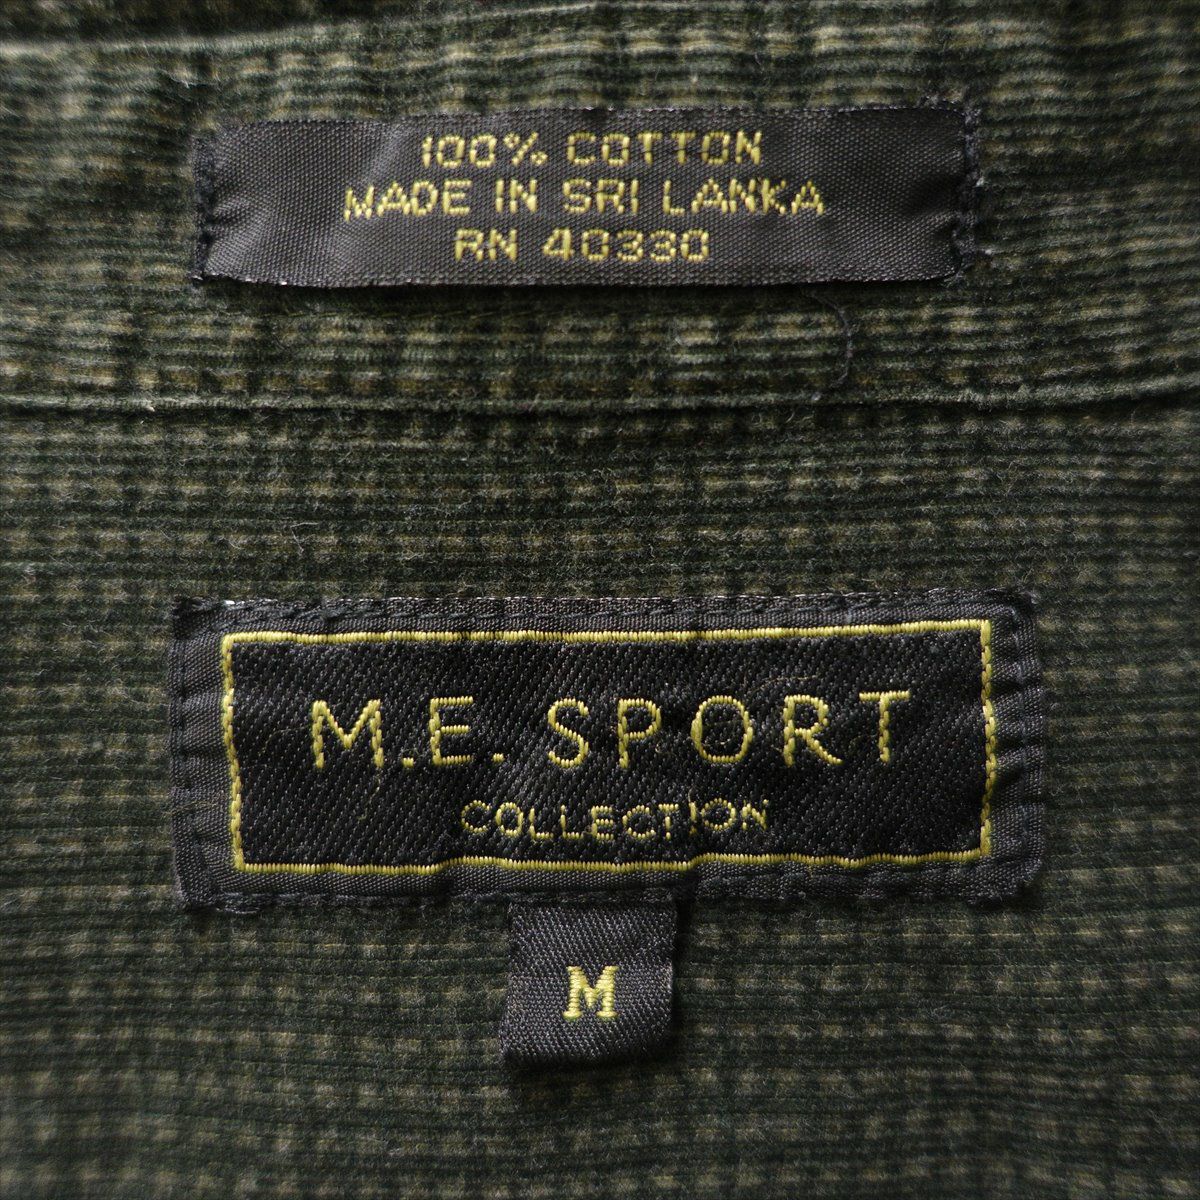 100% COTTON
MADE IN SRI LANKA
RN 40330
M.E. SPORT
COLLECTION
M